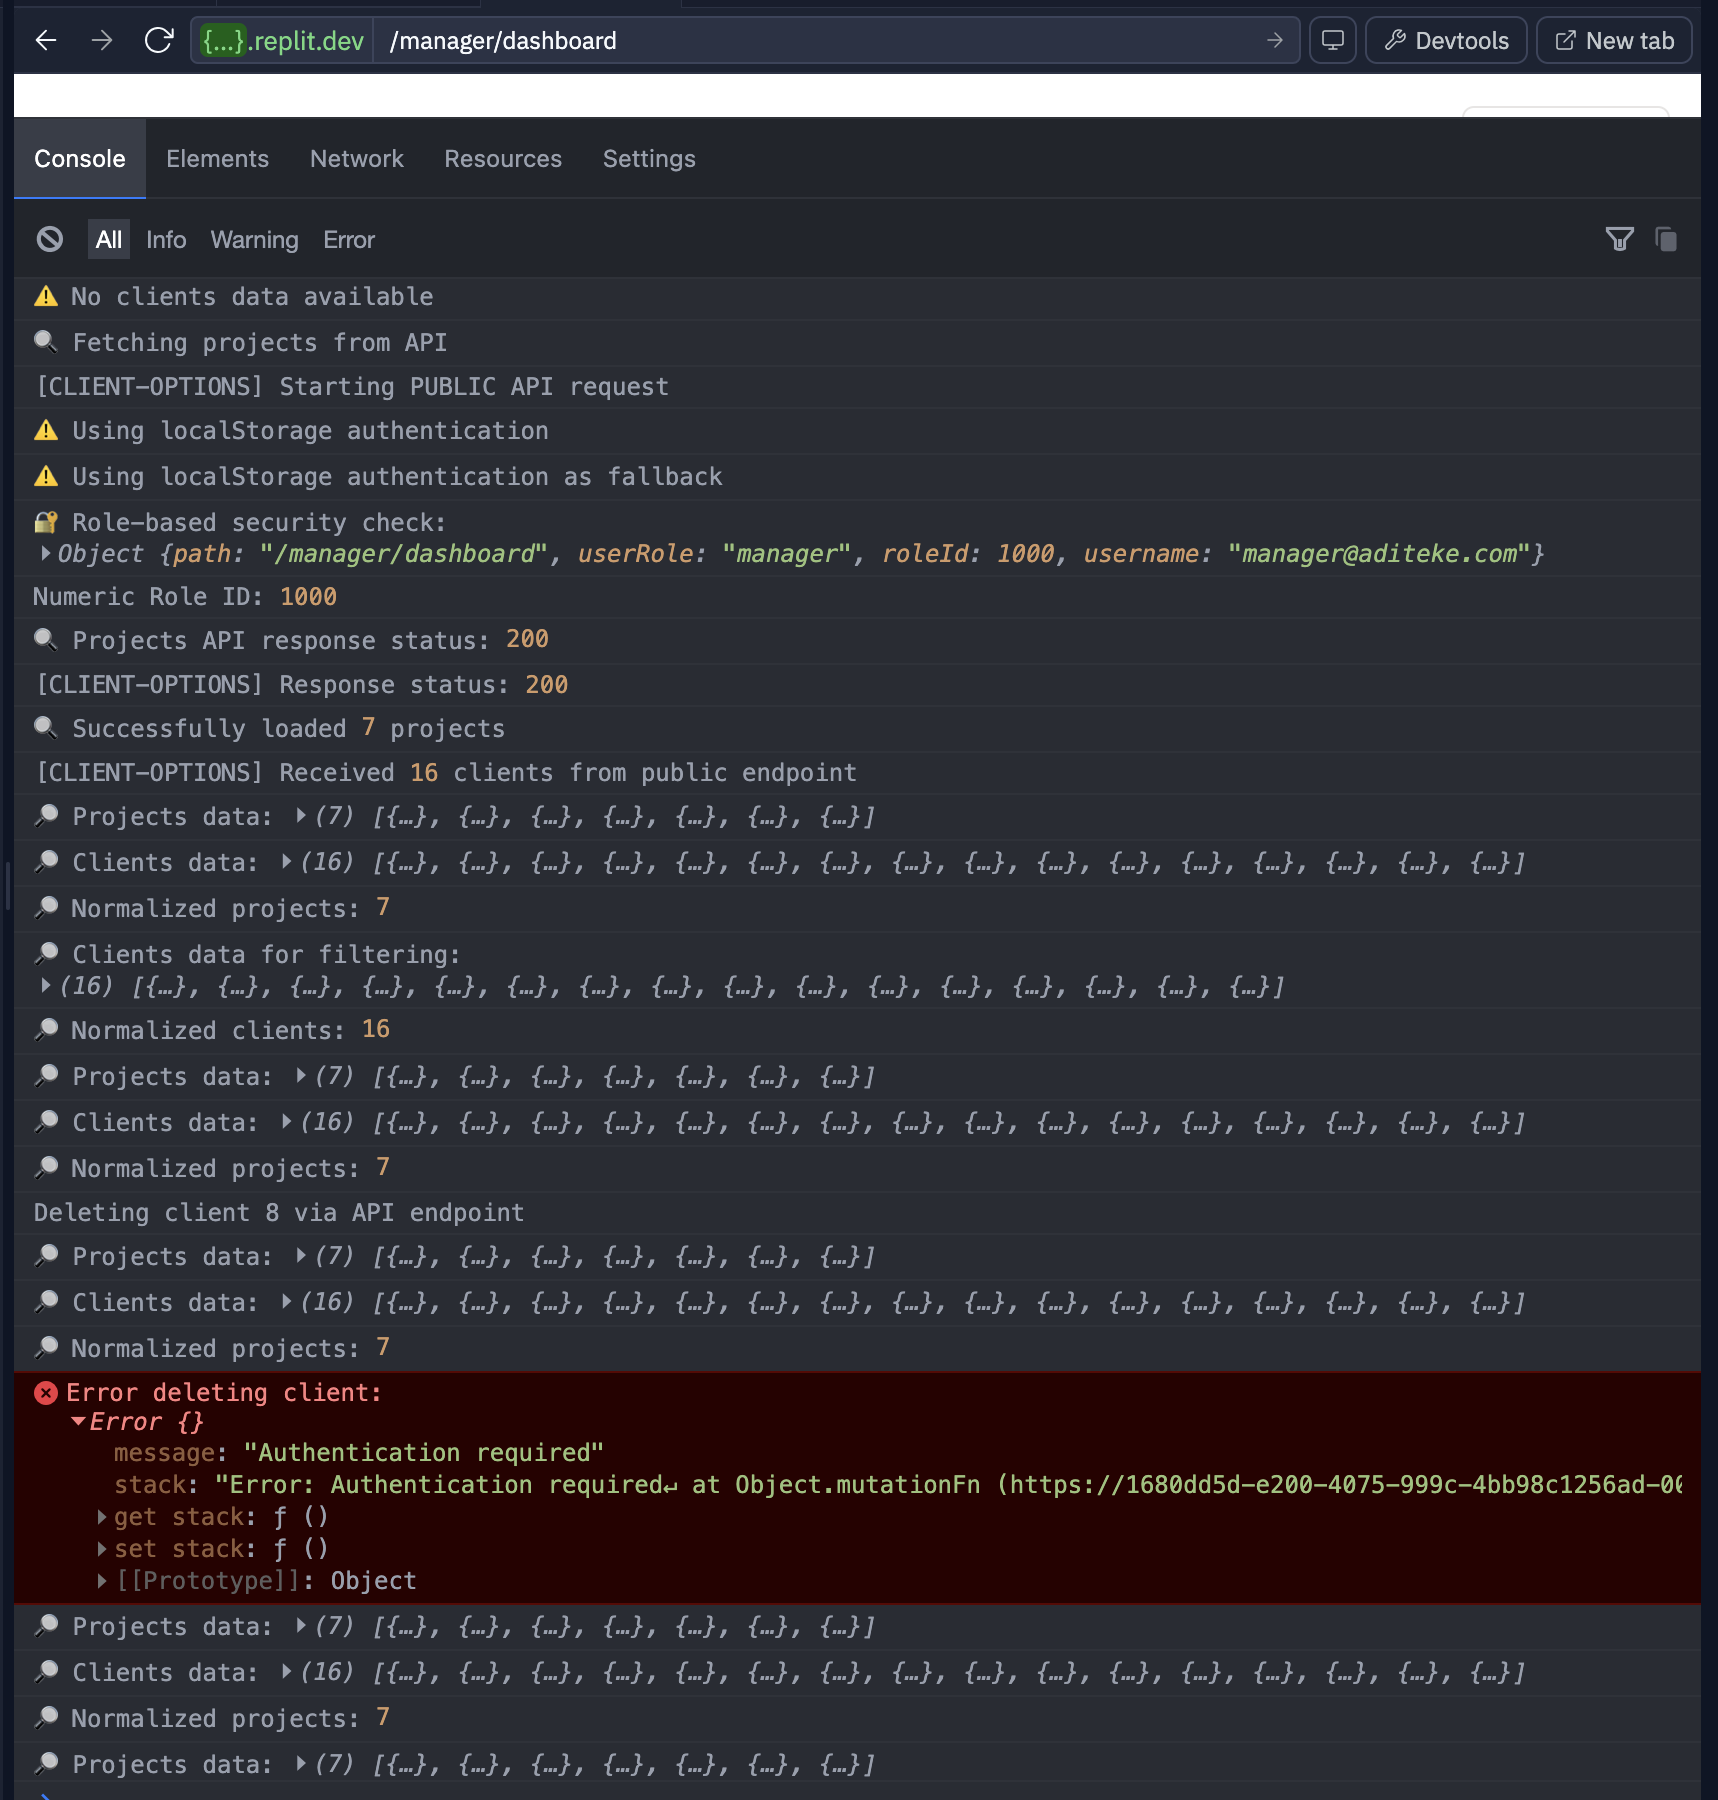 {...}.replit.dev /manager/dashboard Devtools New tab
Console Elements Network Resources Settings
All Info Warning Error
⚠️ No clients data available
🔍 Fetching projects from API
[CLIENT-OPTIONS] Starting PUBLIC API request
⚠️ Using localStorage authentication
⚠️ Using localStorage authentication as fallback
🔐 Role-based security check:
Object {path: "/manager/dashboard", userRole: "manager", roleId: 1000, username: "manager@aditeke.com"}
Numeric Role ID: 1000
🔍 Projects API response status: 200
[CLIENT-OPTIONS] Response status: 200
🔍 Successfully loaded 7 projects
[CLIENT-OPTIONS] Received 16 clients from public endpoint
🔎 Projects data: (7) [{…}, {…}, {…}, {…}, {…}, {…}, {…}]
🔎 Clients data: (16) [{…}, {…}, {…}, {…}, {…}, {…}, {…}, {…}, {…}, {…}, {…}, {…}, {…}, {…}, {…}, {…}]
🔎 Normalized projects: 7
🔎 Clients data for filtering:
(16) [{…}, {…}, {…}, {…}, {…}, {…}, {…}, {…}, {…}, {…}, {…}, {…}, {…}, {…}, {…}, {…}]
🔎 Normalized clients: 16
🔎 Projects data: (7) [{…}, {…}, {…}, {…}, {…}, {…}, {…}]
🔎 Clients data: (16) [{…}, {…}, {…}, {…}, {…}, {…}, {…}, {…}, {…}, {…}, {…}, {…}, {…}, {…}, {…}, {…}]
🔎 Normalized projects: 7
Deleting client 8 via API endpoint
🔎 Projects data: (7) [{…}, {…}, {…}, {…}, {…}, {…}, {…}]
🔎 Clients data: (16) [{…}, {…}, {…}, {…}, {…}, {…}, {…}, {…}, {…}, {…}, {…}, {…}, {…}, {…}, {…}, {…}]
🔎 Normalized projects: 7
Error deleting client:
Error {}
message: "Authentication required"
stack: "Error: Authentication required↵ at Object.mutationFn (https://1680dd5d-e200-4075-999c-4bb98c1256ad-00
get stack: ƒ ()
set stack: ƒ ()
[[Prototype]]: Object
🔎 Projects data: (7) [{…}, {…}, {…}, {…}, {…}, {…}, {…}]
🔎 Clients data: (16) [{…}, {…}, {…}, {…}, {…}, {…}, {…}, {…}, {…}, {…}, {…}, {…}, {…}, {…}, {…}, {…}]
🔎 Normalized projects: 7
🔎 Projects data: (7) [{…}, {…}, {…}, {…}, {…}, {…}, {…}]